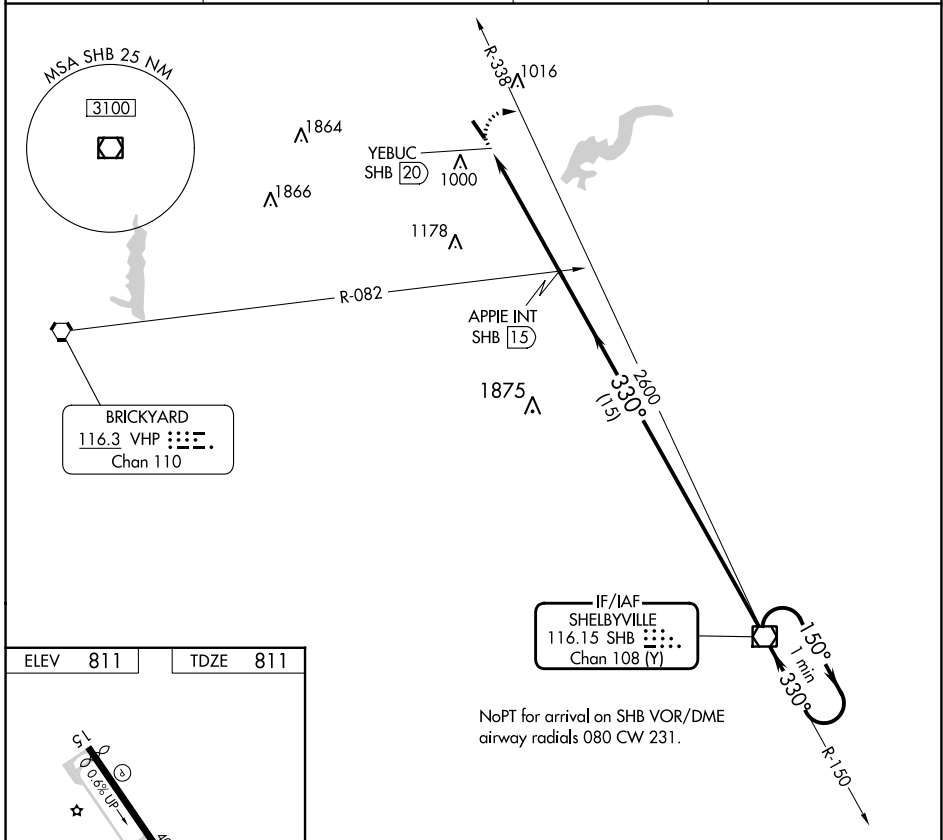 MSA SHB 25 NM
3100
1864
1866
R-338
1016
YEBUC
SHB 20
1000
1178
R-082
APPIE INT
SHB 15
1875
2600
330°
(15)
BRICKYARD
116.3 VHP
Chan 110
IF/IAF
SHELBYVILLE
116.15 SHB
Chan 108 (Y)
150°
1 min
330°
R-150
NoPT for arrival on SHB VOR/DME
airway radials 080 CW 231.
ELEV 811
TDZE 811
15
P
0.6% UP